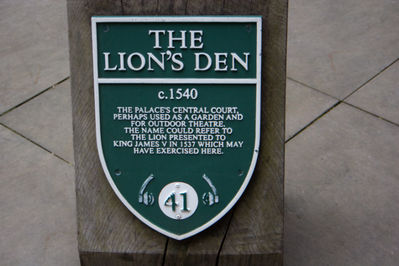 THE
LION'S DEN
c.1540
THE PALACE'S CENTRAL COURT,
PERHAPS USED AS A GARDEN AND
FOR OUTDOOR THEATRE.
THE NAME COULD REFER TO
THE LION PRESENTED TO
KING JAMES V IN 1537 WHICH MAY
HAVE EXERCISED HERE.
41